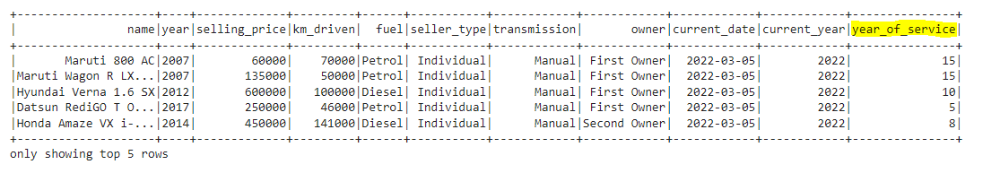 +-------------------+----+-------------+---------+------+-----------+------------+------------+------------+------------+---------------+
|               name|year|selling_price|km_driven|  fuel|seller_type|transmission|       owner|current_date|current_year|year_of_service|
+-------------------+----+-------------+---------+------+-----------+------------+------------+------------+------------+---------------+
|      Maruti 800 AC|2007|        60000|    70000|Petrol| Individual|      Manual| First Owner|  2022-03-05|        2022|             15|
|Maruti Wagon R LX...|2007|       135000|    50000|Petrol| Individual|      Manual| First Owner|  2022-03-05|        2022|             15|
|Hyundai Verna 1.6 SX|2012|       600000|   100000|Diesel| Individual|      Manual| First Owner|  2022-03-05|        2022|             10|
|Datsun RediGO T O...|2017|       250000|    46000|Petrol| Individual|      Manual| First Owner|  2022-03-05|        2022|              5|
|Honda Amaze VX i-...|2014|       450000|   141000|Diesel| Individual|      Manual|Second Owner|  2022-03-05|        2022|              8|
+-------------------+----+-------------+---------+------+-----------+------------+------------+------------+------------+---------------+
only showing top 5 rows